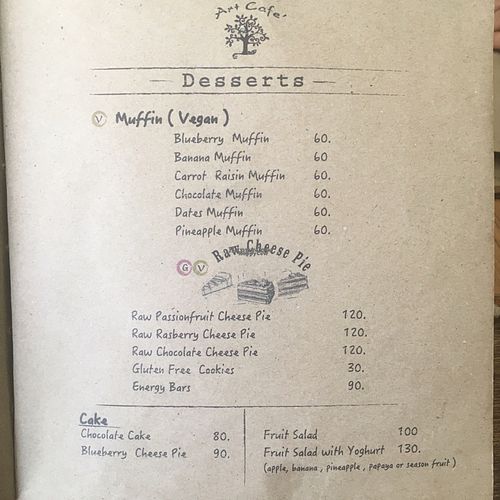 Art Cafe'
Desserts
V Muffin ( Vegan )
Blueberry Muffin 60.
Banana Muffin 60
Carrot Raisin Muffin 60.
Chocolate Muffin 60.
Dates Muffin 60.
Pineapple Muffin 60.
G V Raw Cheese Pie
Raw Passionfruit Cheese Pie 120.
Raw Rasberry Cheese Pie 120.
Raw Chocolate Cheese Pie 120.
Gluten Free Cookies 30.
Energy Bars 90.
Cake
Chocolate Cake 80.
Blueberry Cheese Pie 90.
Fruit Salad 100
Fruit Salad with Yoghurt 130.
(apple, banana , pineapple , papaya or season fruit )